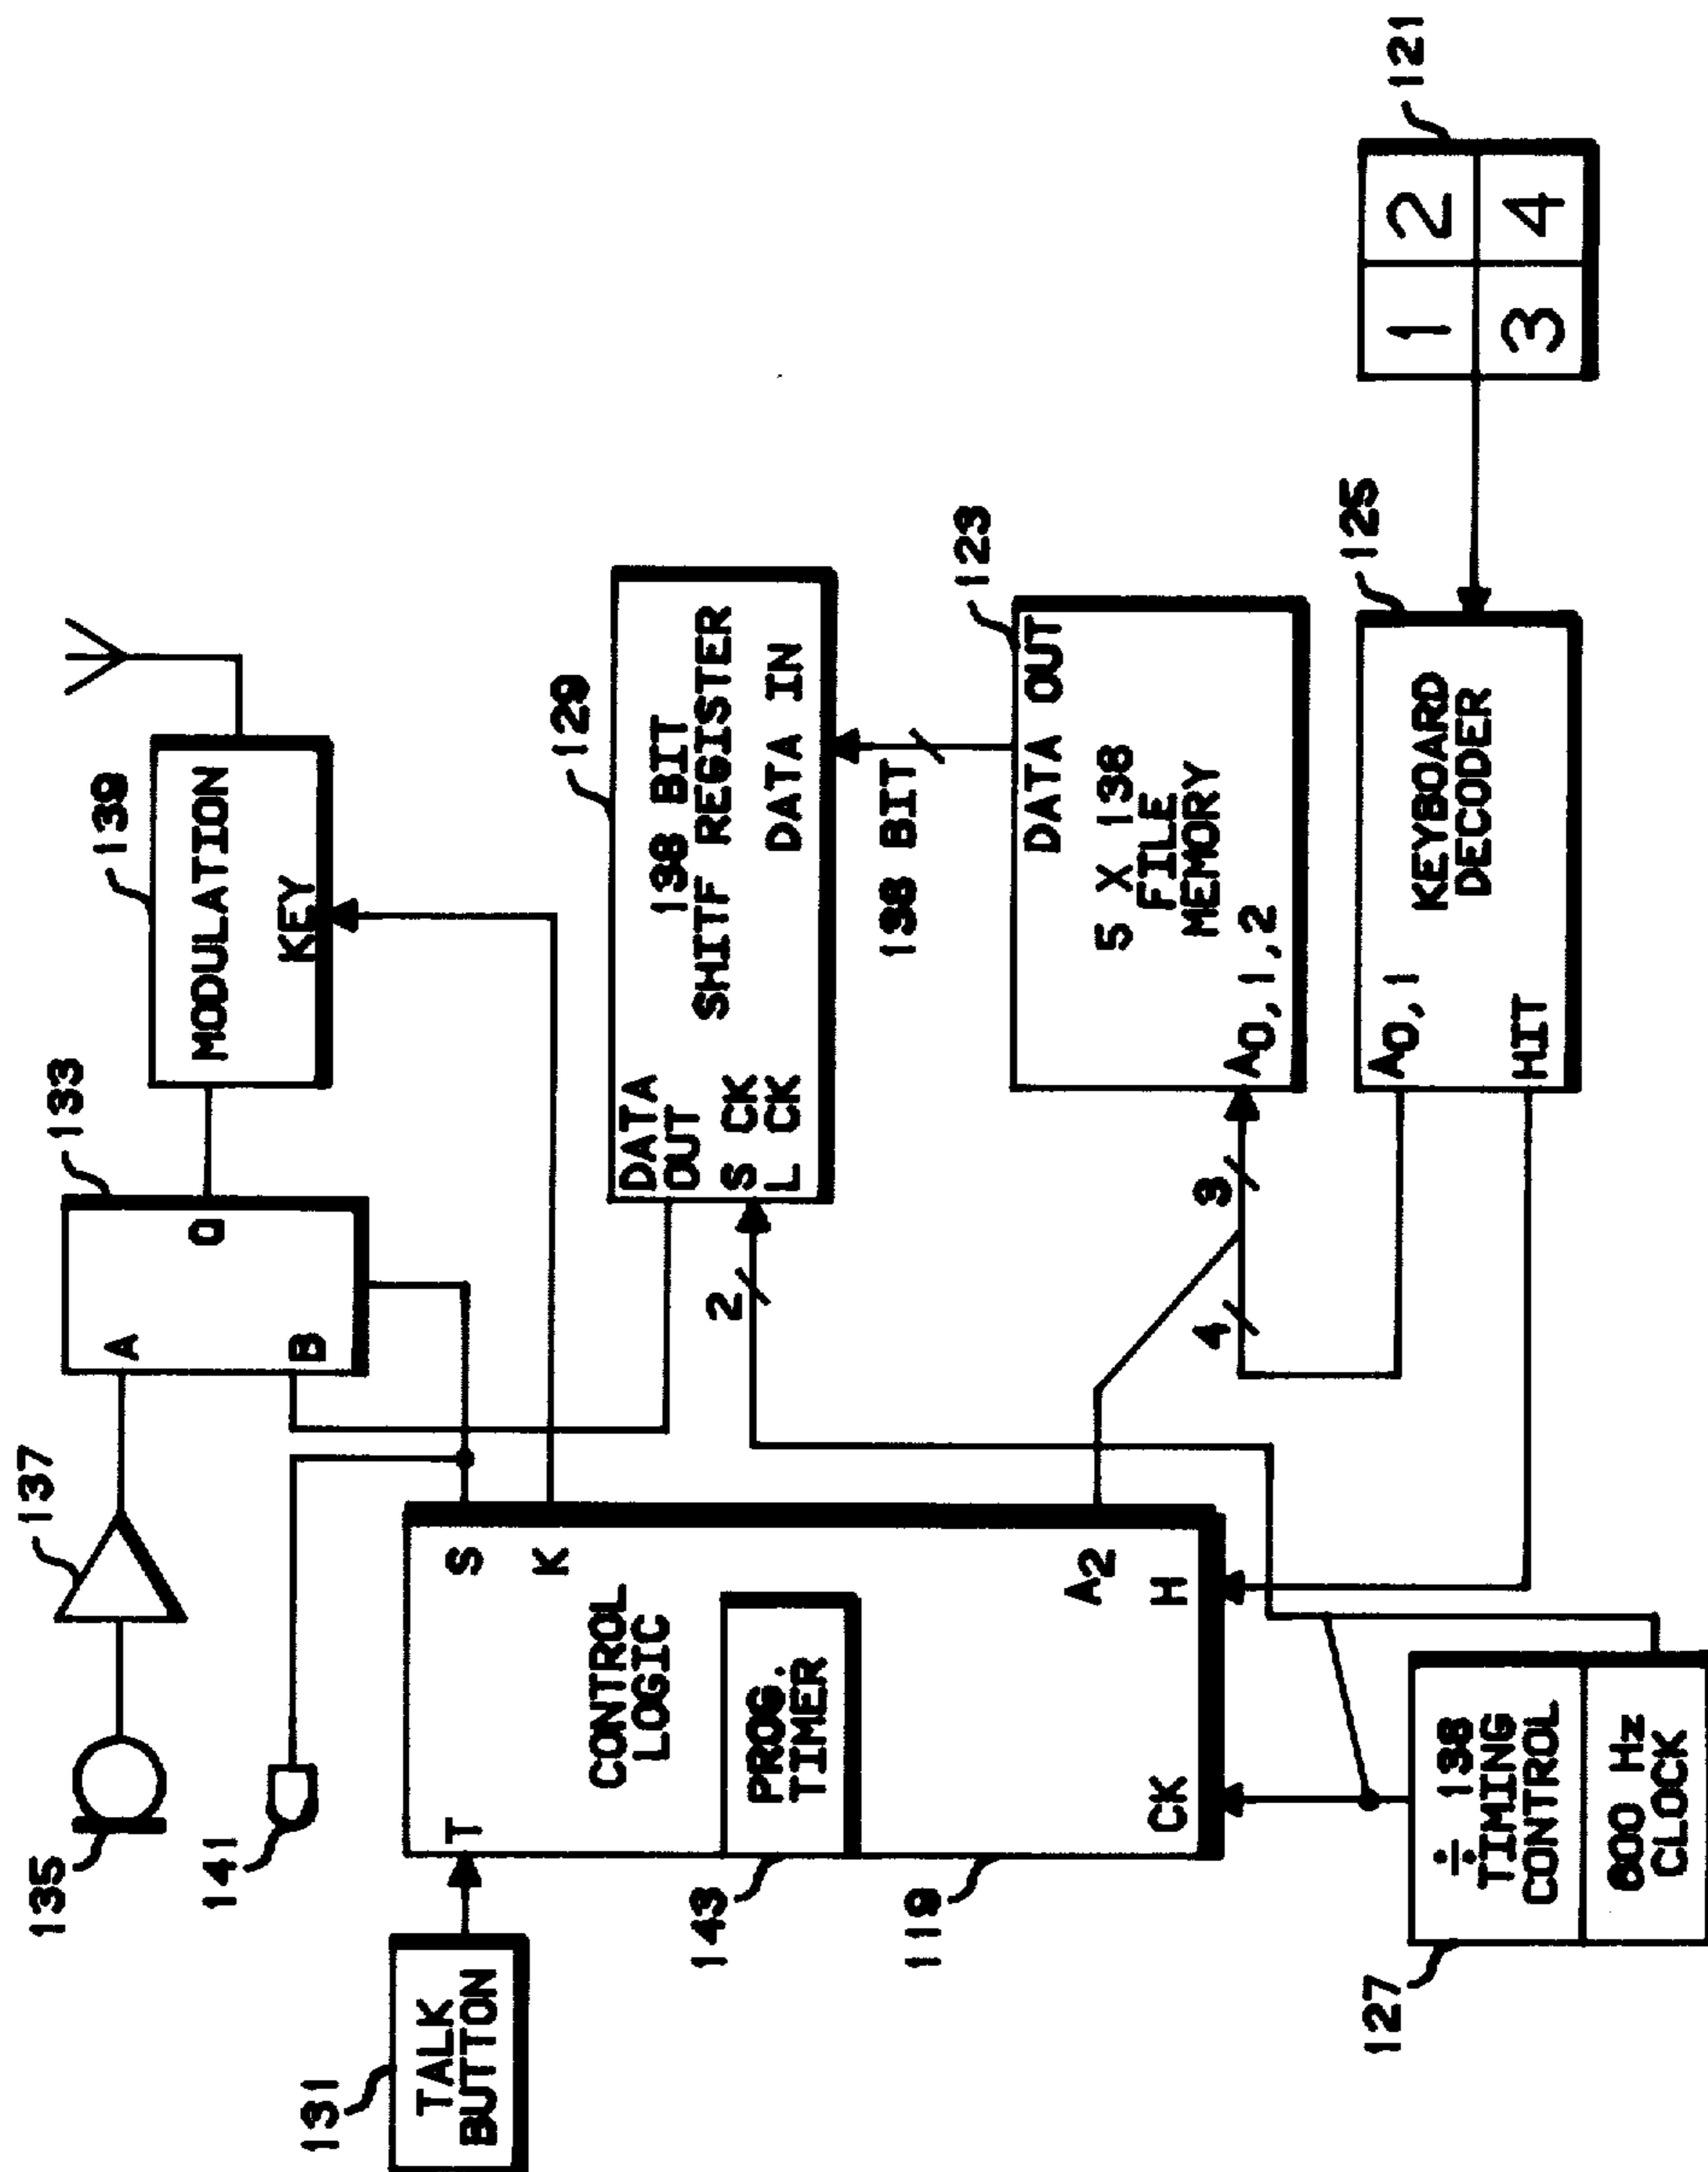 135
137
133
139
A
B
O
MODULATION
KEY
141
131
TALK
BUTTON
T
S
K
CONTROL
LOGIC
143
PROG.
TIMER
119
A2
H
CK
129
138 BIT
SHITF REGISTER
DATA
OUT
S CK
L CK
DATA IN
2
138 BIT
123
DATA OUT
5 X 138
FILE
MEMORY
A0,1,2
4
3
125
A0,1
KEYBOARD
DECODER
HIT
121
1
2
3
4
127
÷ 138
TIMING
CONTROL
800 Hz
CLOCK